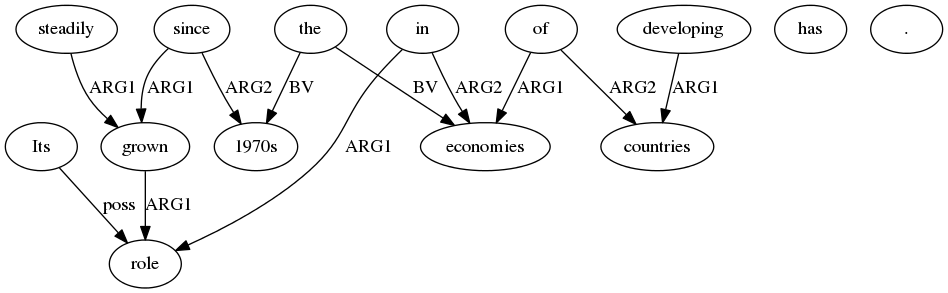 steadily since the in of developing has .
ARG1 ARG1 ARG2 BV BV ARG2 ARG1 ARG2 ARG1
Its grown 1970s economies countries
ARG1
poss ARG1
role